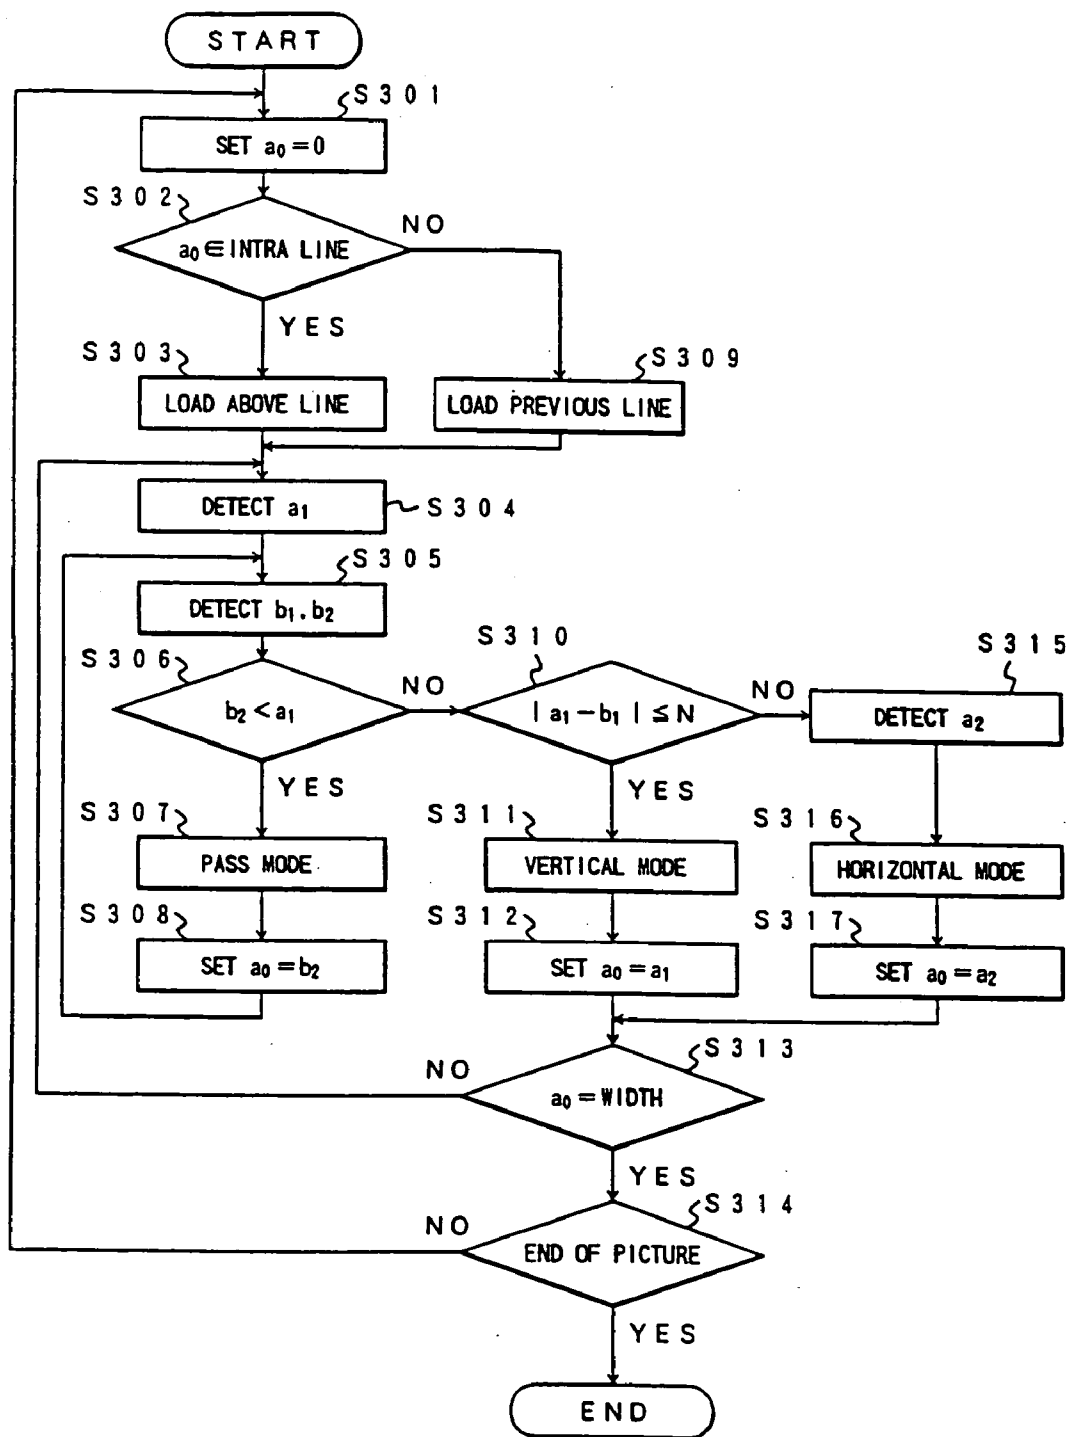 START
S301
SET a₀=0
S302
a₀∈INTRA LINE
NO
YES
S303
LOAD ABOVE LINE
S309
LOAD PREVIOUS LINE
DETECT a₁
S304
S305
DETECT b₁.b₂
S306
b₂<a₁
NO
YES
S310
|a₁-b₁|≤N
NO
YES
S315
DETECT a₂
S307
PASS MODE
S311
VERTICAL MODE
S316
HORIZONTAL MODE
S308
SET a₀=b₂
S312
SET a₀=a₁
S317
SET a₀=a₂
S313
a₀=WIDTH
NO
YES
S314
END OF PICTURE
NO
YES
END